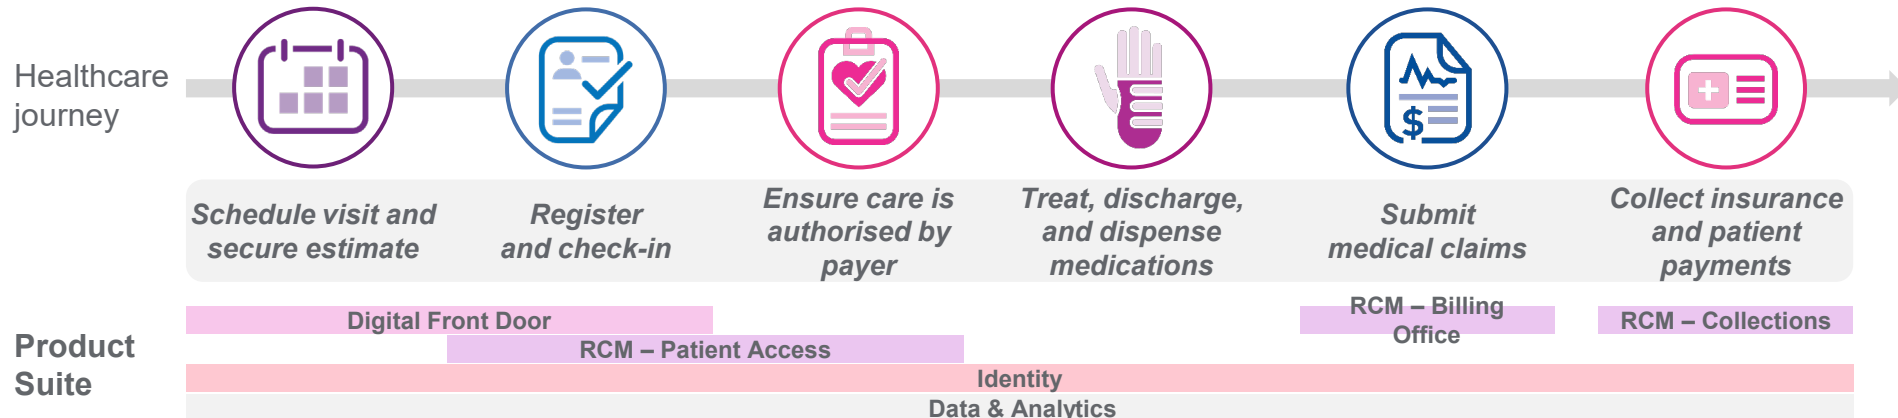 Healthcare
journey
$
Schedule visit and
secure estimate
Register
and check-in
Ensure care is
authorised by
payer
Treat, discharge,
and dispense
medications
Submit
medical claims
Collect insurance
and patient
payments
Product
Suite
Digital Front Door
RCM – Patient Access
RCM – Billing
Office
RCM – Collections
Identity
Data & Analytics